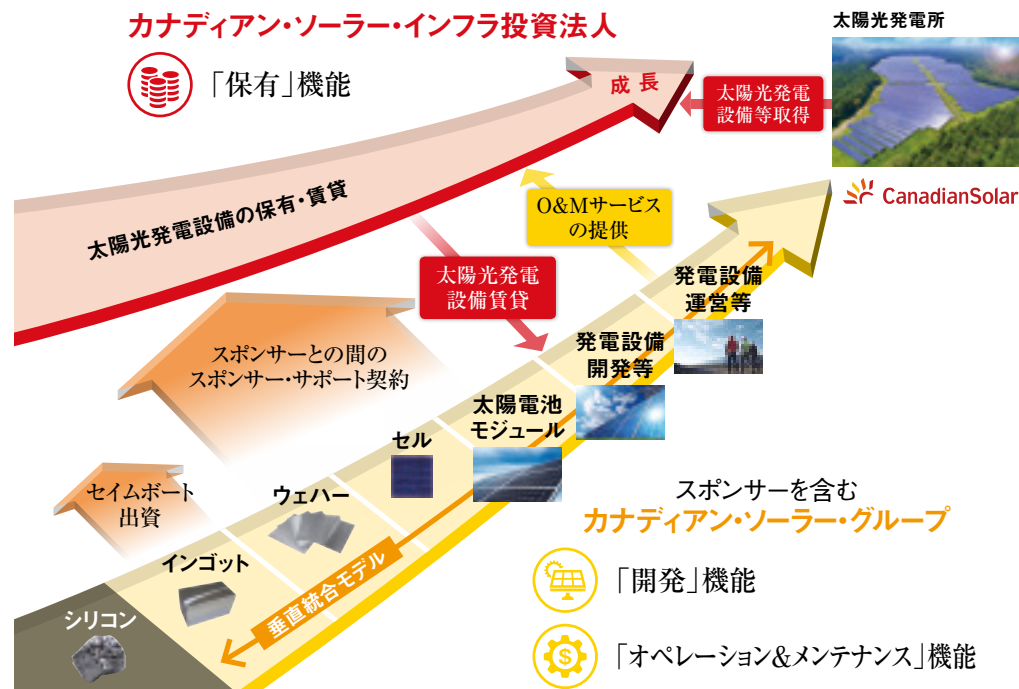 カナディアン・ソーラー・インフラ投資法人
「保有」機能
太陽光発電所
成長
太陽光発電
設備等取得
CanadianSolar
太陽光発電設備の保有・賃貸
O&Mサービス
の提供
太陽光発電
設備賃貸
発電設備
運営等
発電設備
開発等
スポンサーとの間の
スポンサー・サポート契約
太陽電池
モジュール
セル
セイムボート
出資
ウェハー
インゴット
シリコン
垂直統合モデル
スポンサーを含む
カナディアン・ソーラー・グループ
「開発」機能
「オペレーション&メンテナンス」機能
$